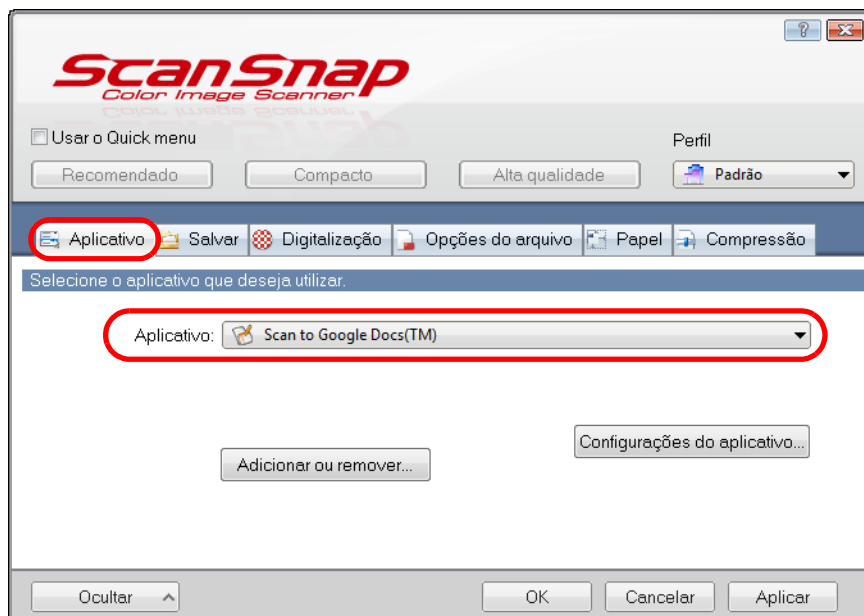 ScanSnap
Color Image Scanner
Usar o Quick menu
Perfil
Recomendado Compacto Alta qualidade Padrão
Aplicativo Salvar Digitalização Opções do arquivo Papel Compressão
Selecione o aplicativo que deseja utilizar.
Aplicativo: Scan to Google Docs(TM)
Configurações do aplicativo...
Adicionar ou remover...
Ocultar OK Cancelar Aplicar